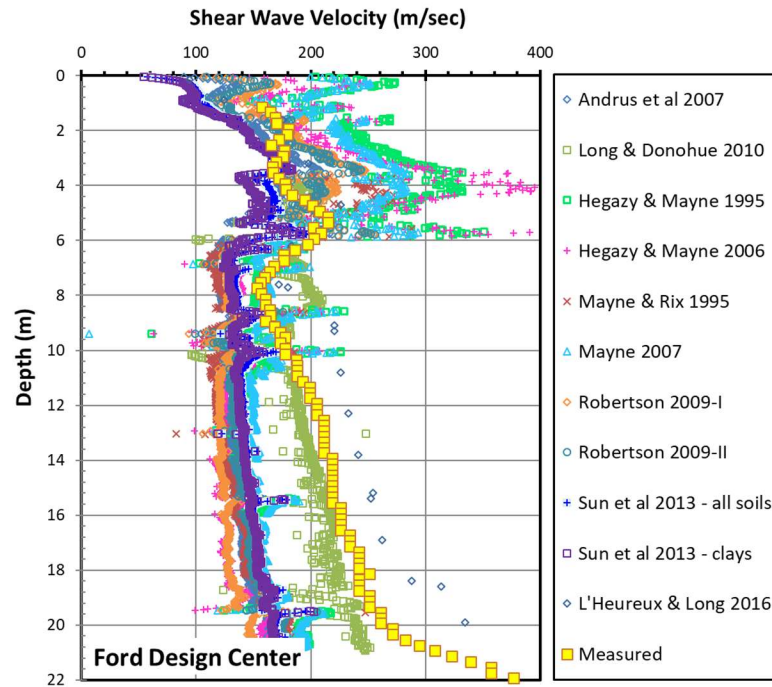 Shear Wave Velocity (m/sec)
0 100 200 300 400
Depth (m)
0
2
4
6
8
10
12
14
16
18
20
22
Ford Design Center
Andrus et al 2007
Long & Donohue 2010
Hegazy & Mayne 1995
Hegazy & Mayne 2006
Mayne & Rix 1995
Mayne 2007
Robertson 2009-I
Robertson 2009-II
Sun et al 2013 - all soils
Sun et al 2013 - clays
L'Heureux & Long 2016
Measured